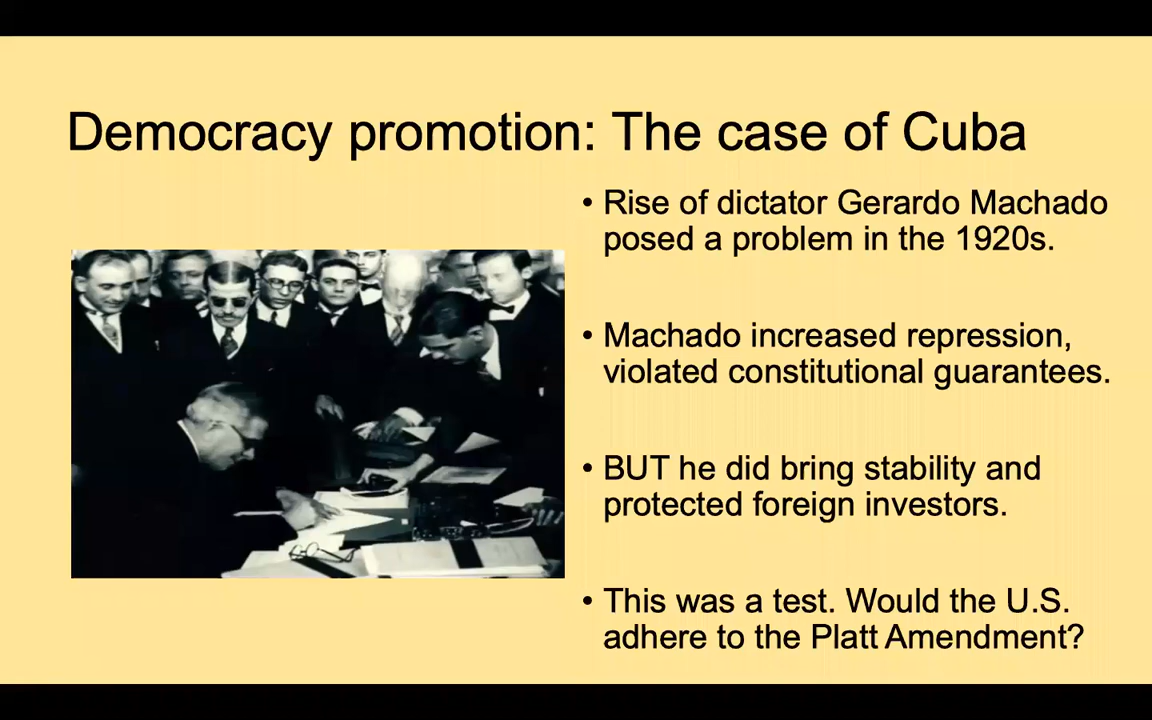 Democracy promotion: The case of Cuba
• Rise of dictator Gerardo Machado
posed a problem in the 1920s.
• Machado increased repression,
violated constitutional guarantees.
• BUT he did bring stability and
protected foreign investors.
• This was a test. Would the U.S.
adhere to the Platt Amendment?